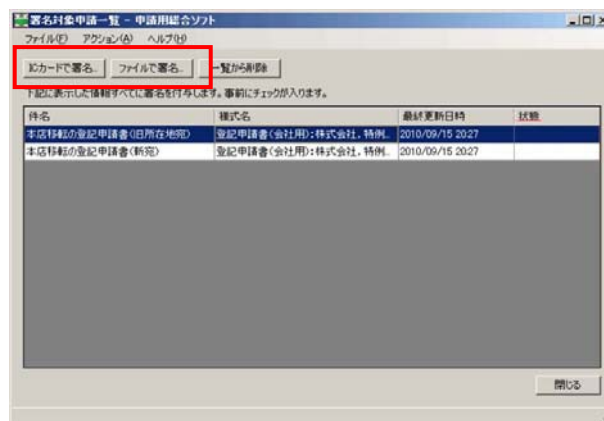 署名対象申請一覧 - 申請用総合ソフト
ファイル(F) アクション(A) ヘルプ(H)
ICカードで署名... ファイルで署名... 一覧から削除
下記に表示した情報すべてに署名を付与します。事前にチェックが入ります。
件名 様式名 最終更新日時 状態
本店移転の登記申請書(旧所在地宛) 登記申請書(会社用):株式会社，特例... 2010/09/15 20:27
本店移転の登記申請書(新宛) 登記申請書(会社用):株式会社，特例... 2010/09/15 20:27
閉じる